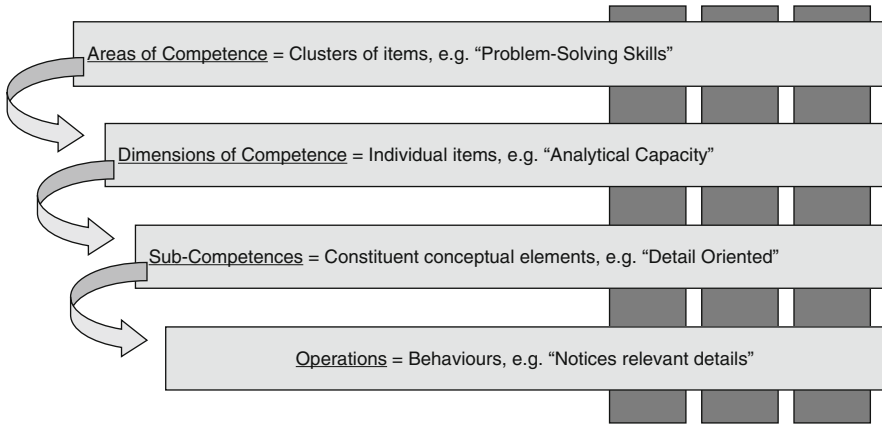 Areas of Competence = Clusters of items, e.g. “Problem-Solving Skills”
Dimensions of Competence = Individual items, e.g. “Analytical Capacity”
Sub-Competences = Constituent conceptual elements, e.g. “Detail Oriented”
Operations = Behaviours, e.g. “Notices relevant details”